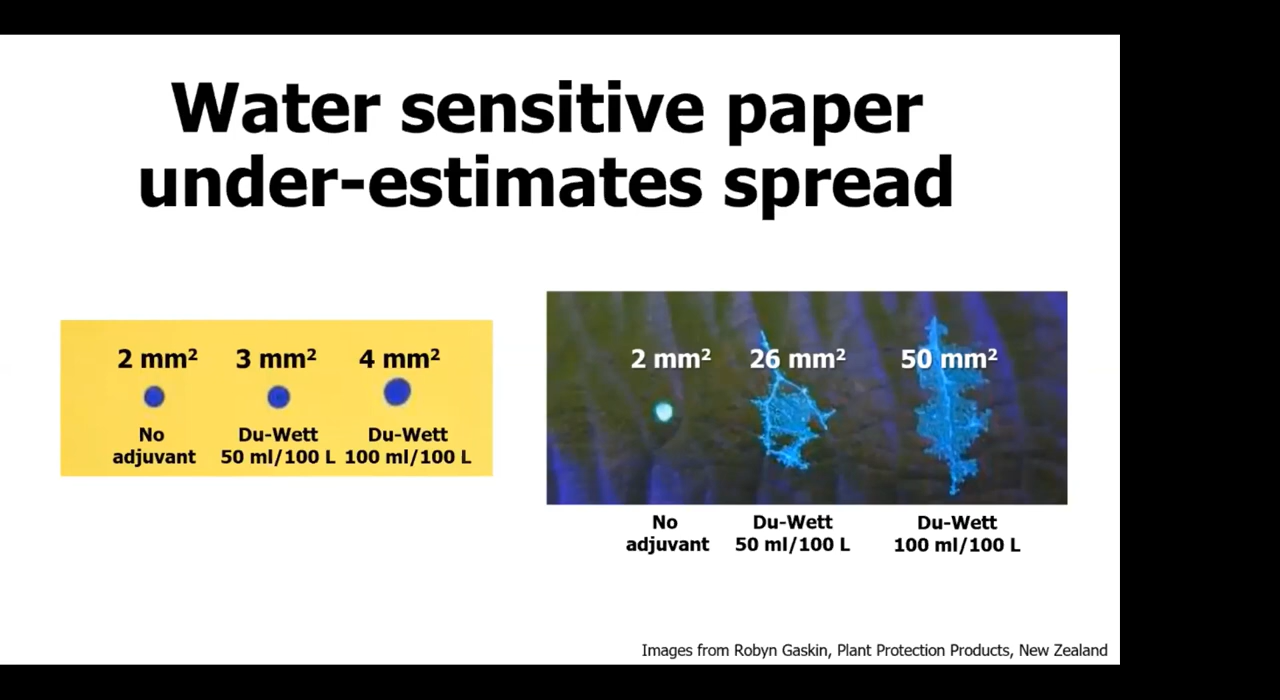 Water sensitive paper
under-estimates spread
2 mm² 3 mm² 4 mm²
No Du-Wett Du-Wett
adjuvant 50 ml/100 L 100 ml/100 L
2 mm² 26 mm² 50 mm²
No Du-Wett Du-Wett
adjuvant 50 ml/100 L 100 ml/100 L
Images from Robyn Gaskin, Plant Protection Products, New Zealand